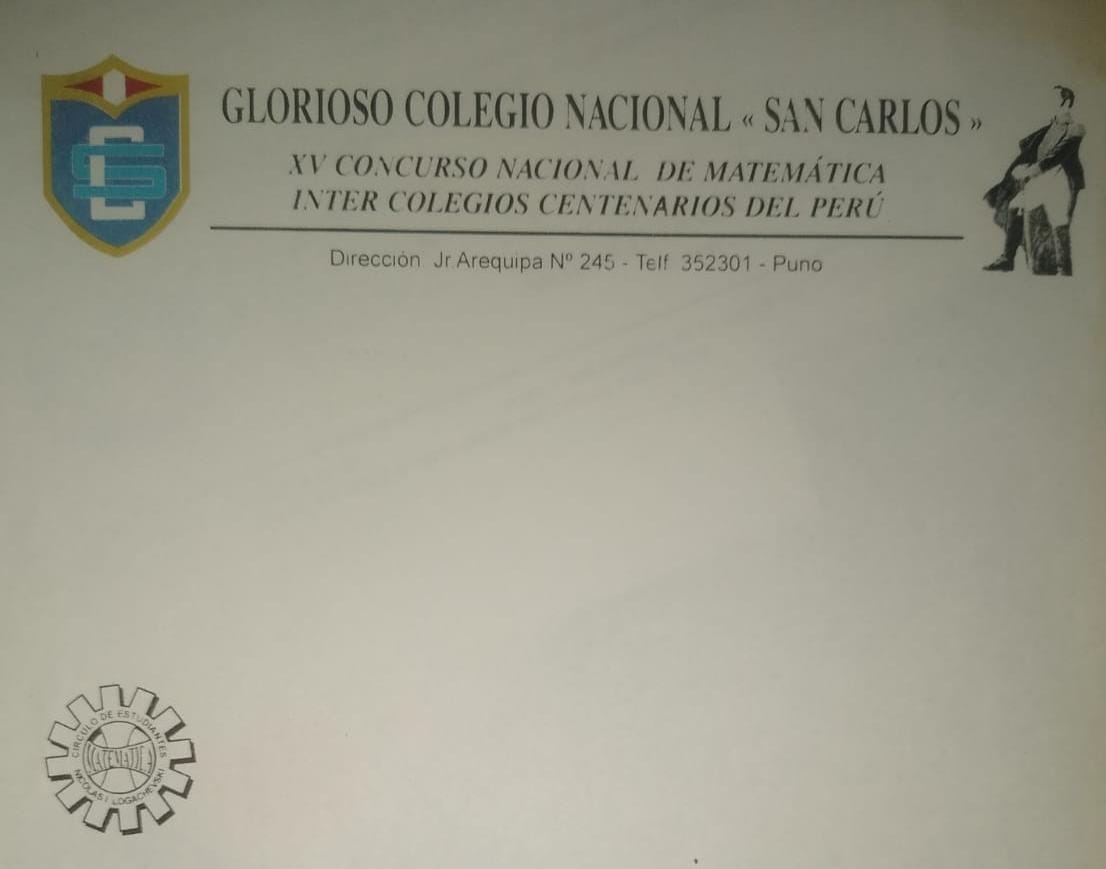 GLORIOSO COLEGIO NACIONAL « SAN CARLOS »
XV CONCURSO NACIONAL DE MATEMÁTICA
INTER COLEGIOS CENTENARIOS DEL PERÚ
Dirección Jr.Arequipa Nº 245 - Telf 352301 - Puno
CIRCULO DE ESTUDIANTES
MATEMATICA
NICOLAS I. LOGACHEVSKI